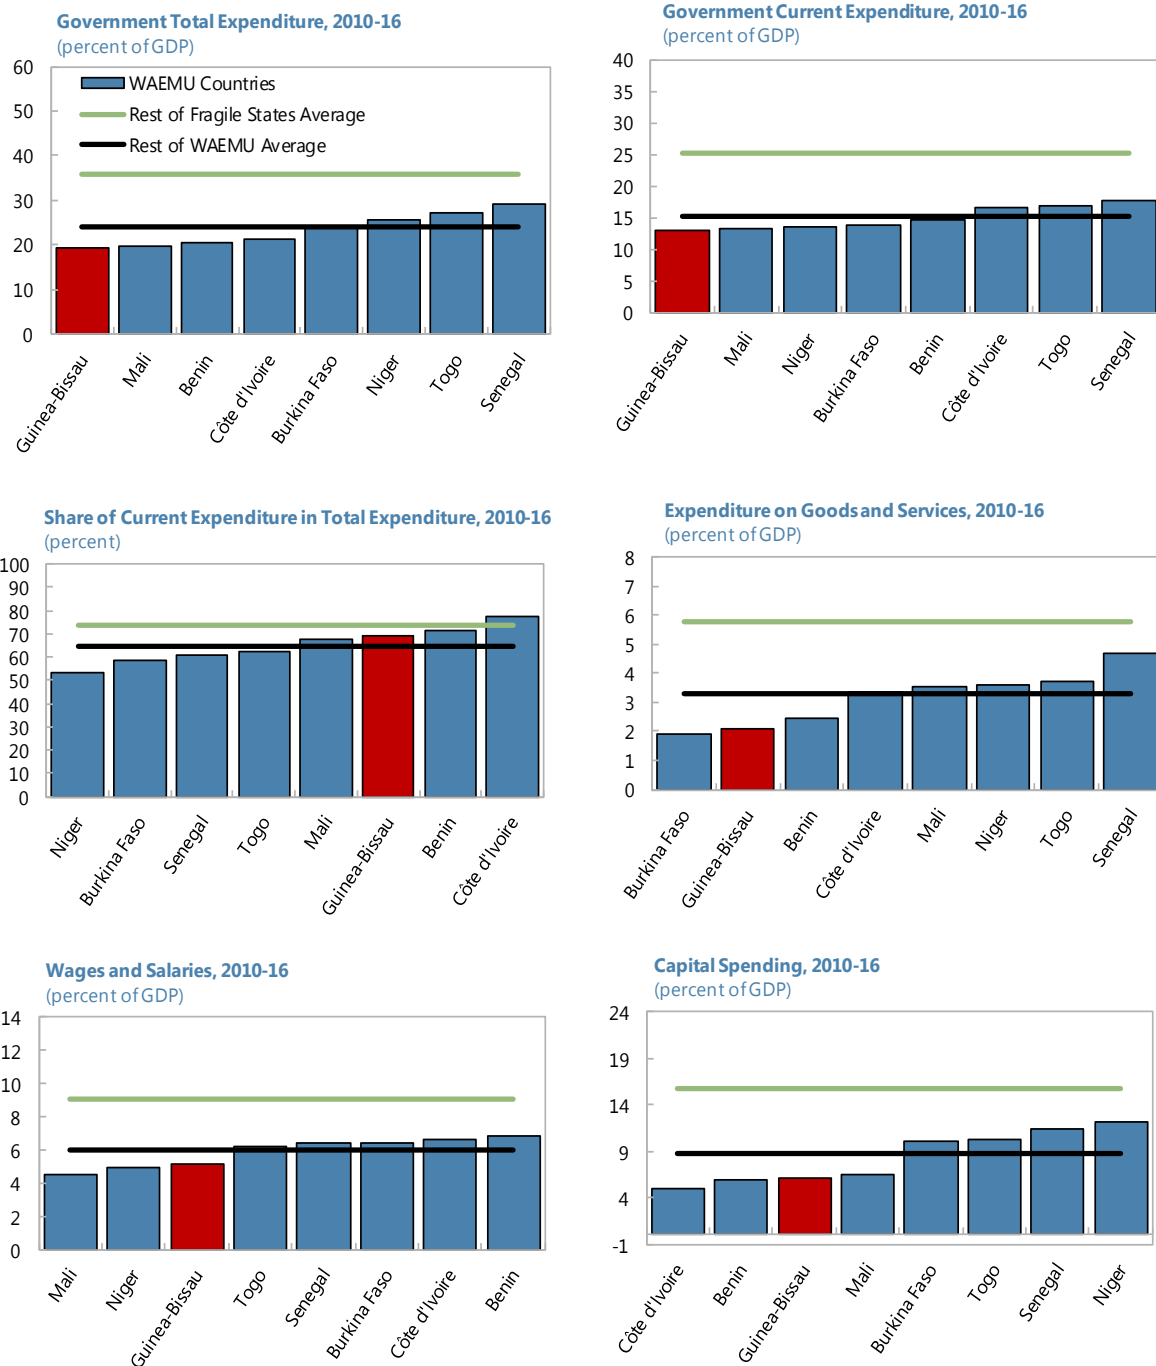 Government Total Expenditure, 2010-16
(percent of GDP)
60
50
40
30
20
10
0
WAEMU Countries
Rest of Fragile States Average
Rest of WAEMU Average
Guinea-Bissau
Mali
Benin
Côte d'Ivoire
Burkina Faso
Niger
Togo
Senegal
Government Current Expenditure, 2010-16
(percent of GDP)
40
35
30
25
20
15
10
5
0
Guinea-Bissau
Mali
Niger
Burkina Faso
Benin
Côte d'Ivoire
Togo
Senegal
Share of Current Expenditure in Total Expenditure, 2010-16
(percent)
100
90
80
70
60
50
40
30
20
10
0
Niger
Burkina Faso
Senegal
Togo
Mali
Guinea-Bissau
Benin
Côte d'Ivoire
Expenditure on Goods and Services, 2010-16
(percent of GDP)
8
7
6
5
4
3
2
1
0
Burkina Faso
Guinea-Bissau
Benin
Côte d'Ivoire
Mali
Niger
Togo
Senegal
Wages and Salaries, 2010-16
(percent of GDP)
14
12
10
8
6
4
2
0
Mali
Niger
Guinea-Bissau
Togo
Senegal
Burkina Faso
Côte d'Ivoire
Benin
Capital Spending, 2010-16
(percent of GDP)
24
19
14
9
4
-1
Côte d'Ivoire
Benin
Guinea-Bissau
Mali
Burkina Faso
Togo
Senegal
Niger